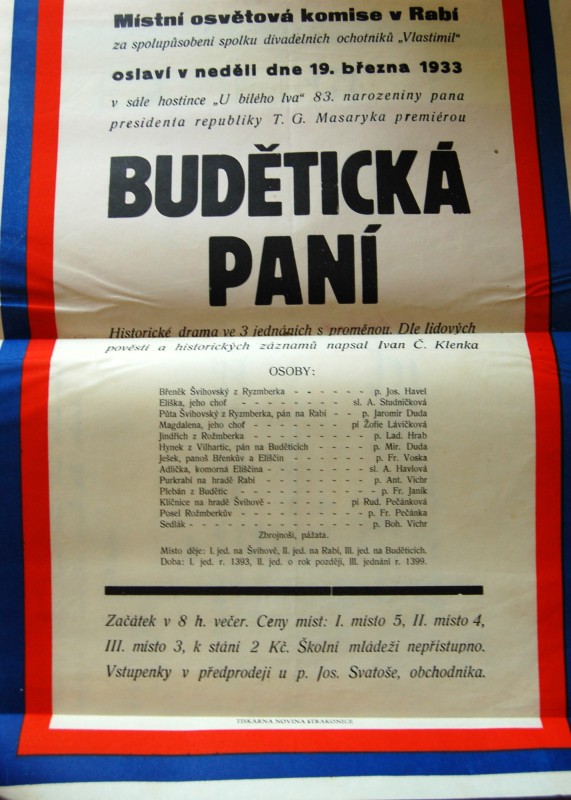 Místní osvětová komise v Rabí
za spolupůsobení spolku divadelních ochotníků „Vlastimil"
oslaví v neděli dne 19. března 1933
v sále hostince „U bílého lva" 83. narozeniny pana
presidenta republiky T. G. Masaryka premiérou
BUDĚTICKÁ
PANÍ
Historické drama ve 3 jednáních s proměnou. Dle lidových
pověstí a historických záznamů napsal Ivan Č. Klenka
OSOBY:
Břeněk Švihovský z Ryzmberka - - - - - - p. Jos. Havel
Eliška, jeho choť - - - - - - - - sl. A. Studničková
Půta Švihovský z Ryzmberka, pán na Rabí - - p. Jaromír Duda
Magdalena, jeho choť - - - - - - - pí Žofie Lávičková
Jindřich z Rožmberka - - - - - - - - p. Lad. Hrab
Hynek z Vilhartic, pán na Buděticích - - - - p. Mir. Duda
Ješek, panoš Břenkův a Eliščin - - - - - - p. Fr. Voska
Adlička, komorná Eliščina - - - - - - - sl. A. Havlová
Purkrabí na hradě Rabí - - - - - - - p. Ant. Vichr
Plebán z Budětic - - - - - - - - - p. Fr. Janík
Klíčnice na hradě Švihově - - - - - - pí Rud. Pečánková
Posel Rožmberkův - - - - - - - - p. Fr. Pečánka
Sedlák - - - - - - - - - - - p. Boh. Vichr
Zbrojnoši, pážata.
Místo děje: I. jed. na Švihově, II. jed. na Rabí, III. jed. na Buděticích.
Doba: I. jed. r. 1393, II. jed. o rok později, III. jednání r. 1399.
Začátek v 8 h. večer. Ceny míst: I. místo 5, II. místo 4,
III. místo 3, k stání 2 Kč. Školní mládeži nepřístupno.
Vstupenky v předprodeji u p. Jos. Svatoše, obchodníka.
TISKÁRNA NOVINA STRAKONICE